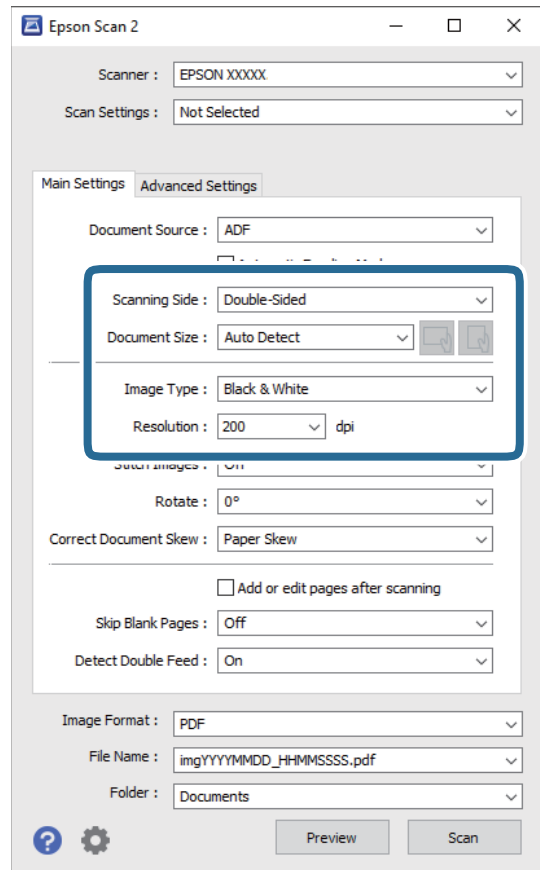 Epson Scan 2
Scanner : EPSON XXXXX
Scan Settings : Not Selected
Main Settings Advanced Settings
Document Source : ADF
Scanning Side : Double-Sided
Document Size : Auto Detect
Image Type : Black & White
Resolution : 200 dpi
Stitch Images : Off
Rotate : 0°
Correct Document Skew : Paper Skew
Add or edit pages after scanning
Skip Blank Pages : Off
Detect Double Feed : On
Image Format : PDF
File Name : imgYYYYMMDD_HHMMSSSS.pdf
Folder : Documents
? Preview Scan